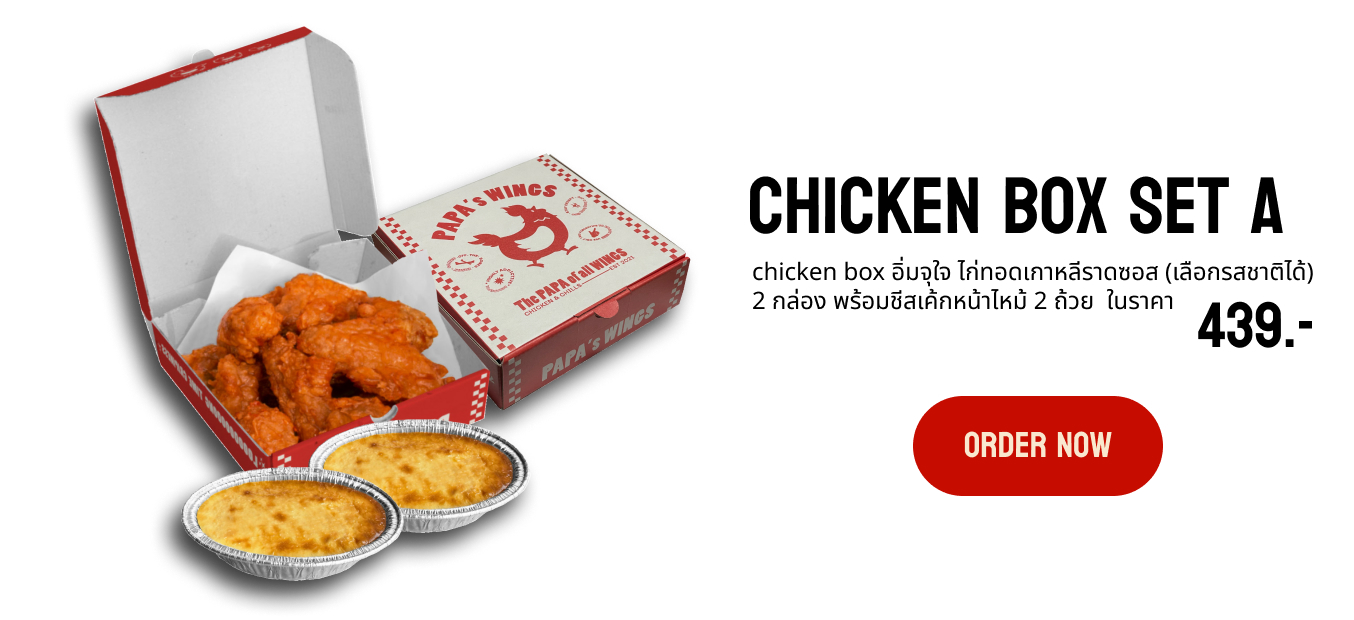 PAPA's WINGS
The PAPA of all WINGS
CHICKEN & CHILLS EST 2021
PAPA's WINGS
CHICKEN BOX SET A
chicken box อิ่มจุใจ ไก่ทอดเกาหลีราดซอส (เลือกรสชาติได้)
2 กล่อง พร้อมชีสเค้กหน้าไหม้ 2 ถ้วย ในราคา
439.-
ORDER NOW